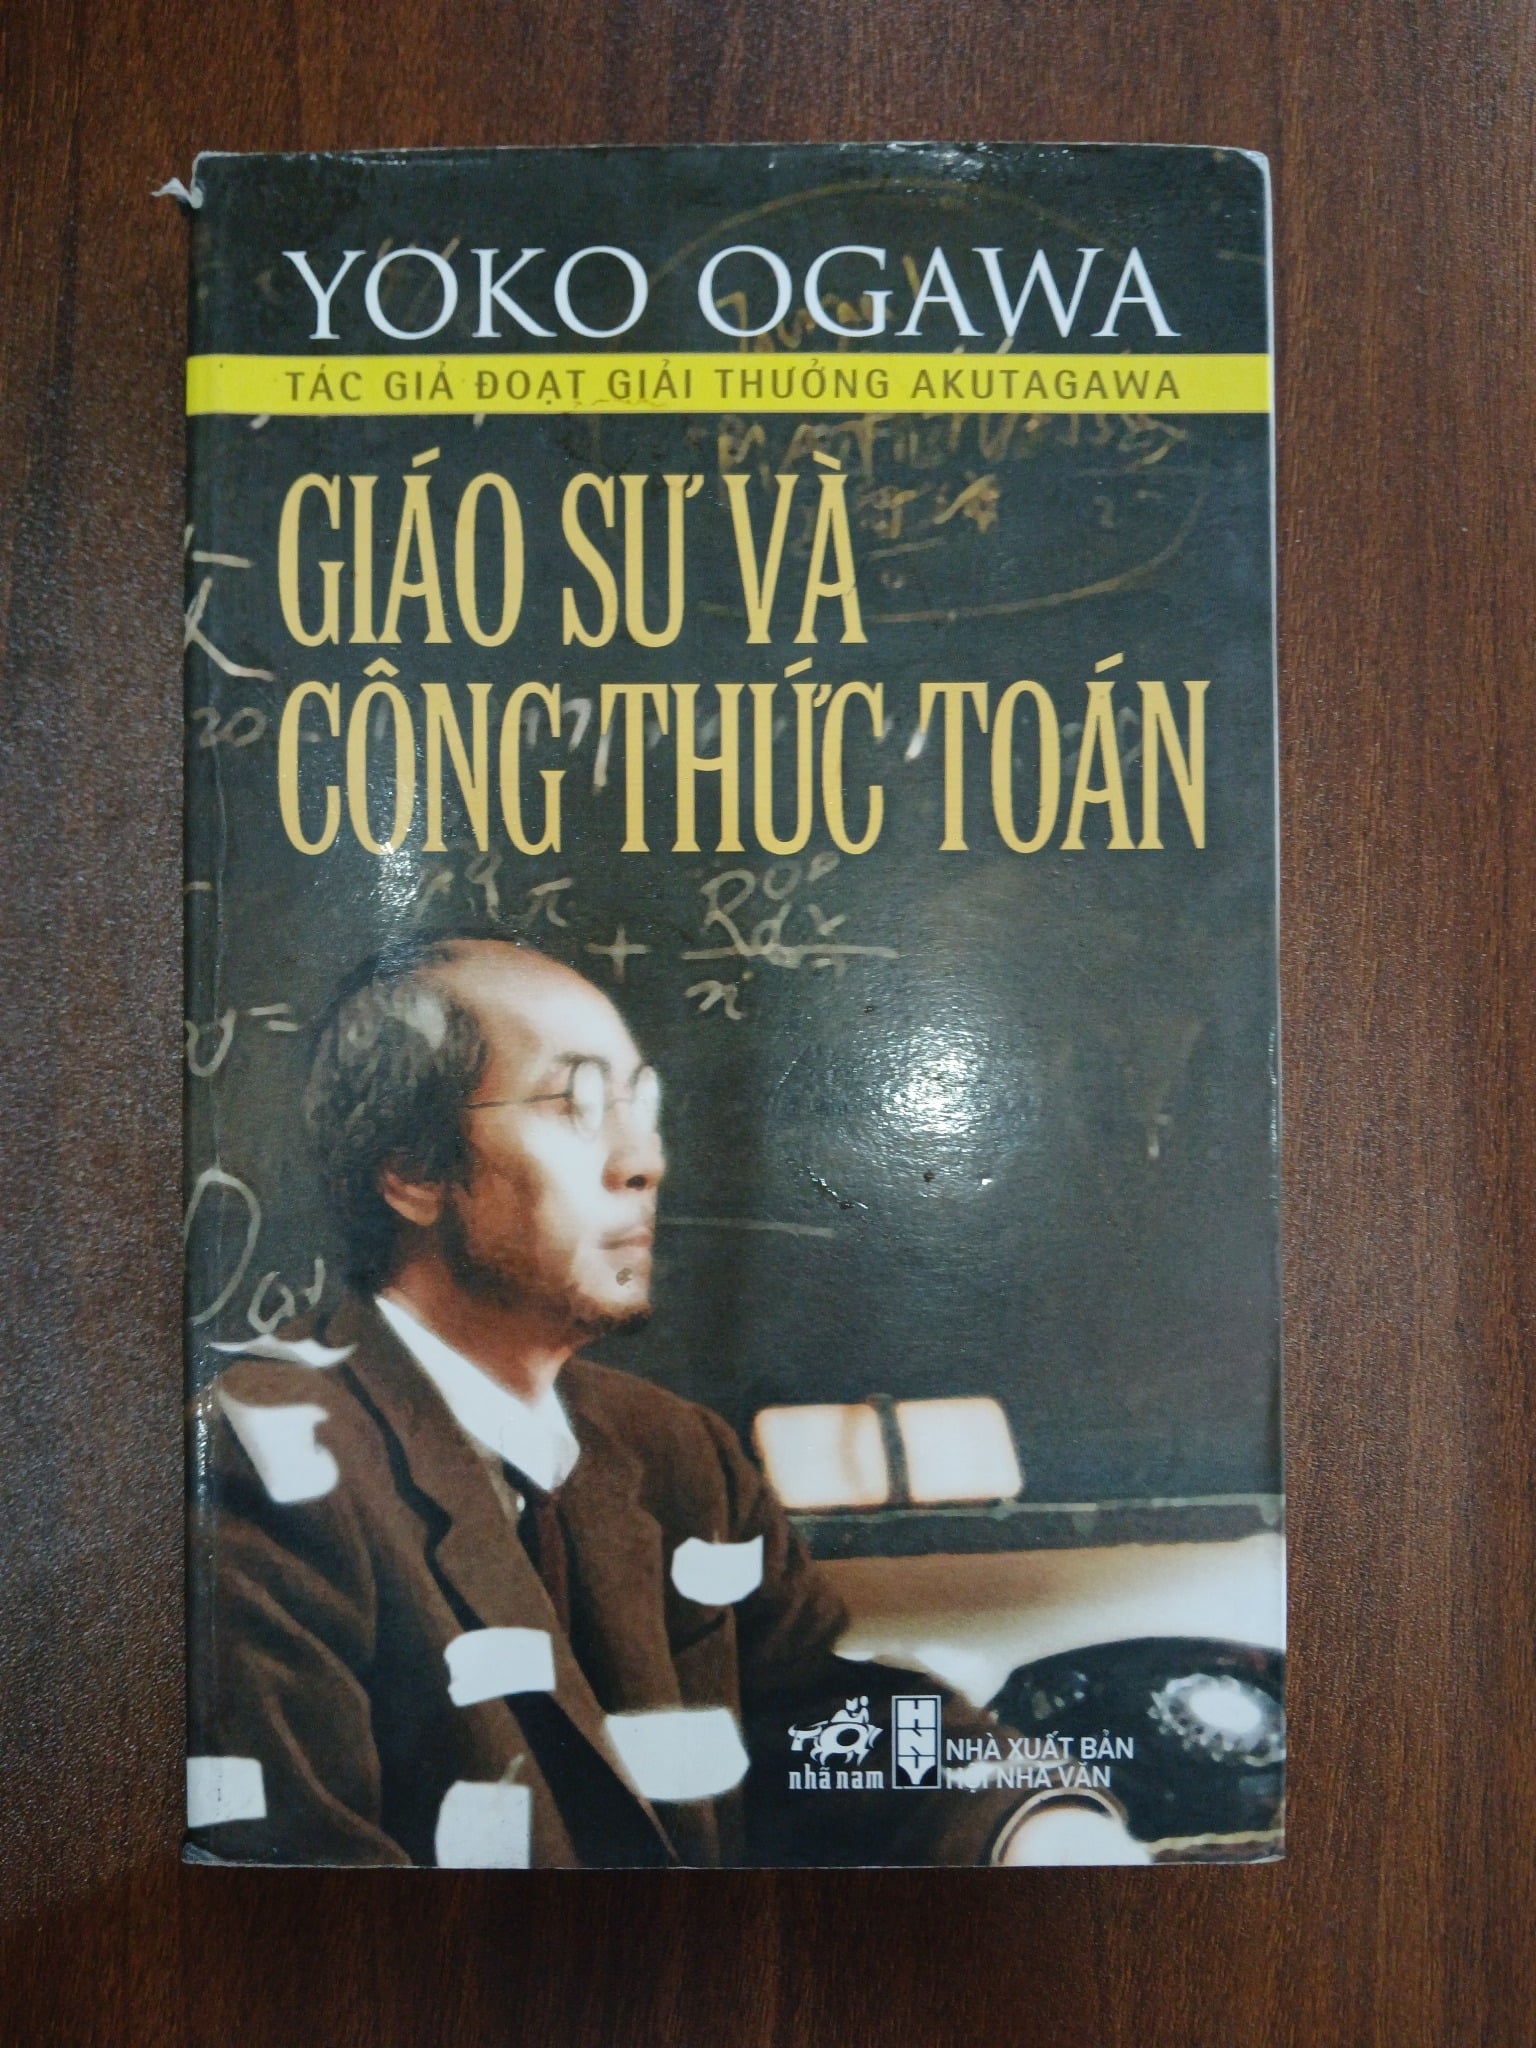 YOKO OGAWA
TÁC GIẢ ĐOẠT GIẢI THƯỞNG AKUTAGAWA
GIÁO SƯ VÀ
CÔNG THỨC TOÁN
nhã nam
NHÀ XUẤT BẢN
HỘI NHÀ VĂN